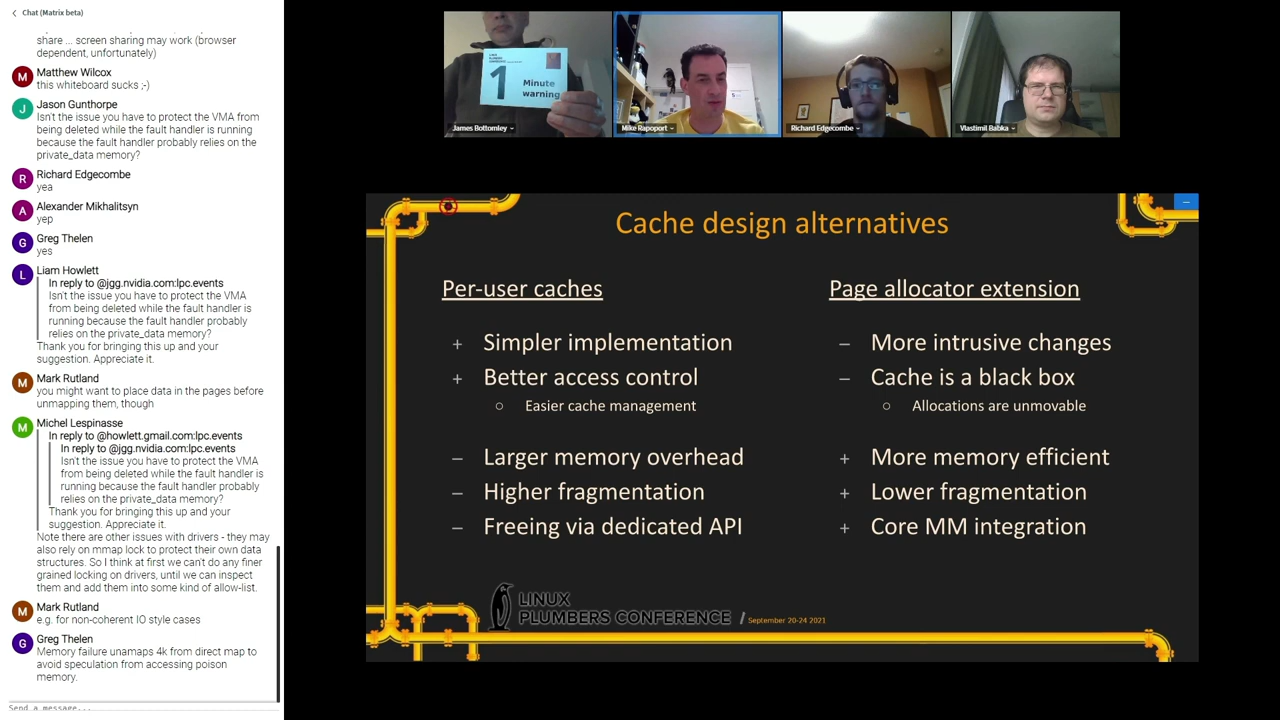 Chat (Matrix beta)
share ... screen sharing may work (browser
dependent, unfortunately)
M
Matthew Wilcox
this whiteboard sucks ;-)
J
Jason Gunthorpe
Isn't the issue you have to protect the VMA from
being deleted while the fault handler is running
because the fault handler probably relies on the
private_data memory?
R
Richard Edgecombe
yea
A
Alexander Mikhalitsyn
yep
G
Greg Thelen
yes
L
Liam Howlett
In reply to @jgg.nvidia.com:lpc.events
Isn't the issue you have to protect the VMA
from being deleted while the fault handler is
running because the fault handler probably
relies on the private_data memory?
Thank you for bringing this up and your
suggestion. Appreciate it.
M
Mark Rutland
you might want to place data in the pages before
unmapping them, though
M
Michel Lespinasse
In reply to @howlett.gmail.com:lpc.events
In reply to @jgg.nvidia.com:lpc.events
Isn't the issue you have to protect the VMA
from being deleted while the fault handler is
running because the fault handler probably
relies on the private_data memory?
Thank you for bringing this up and your
suggestion. Appreciate it.
Note there are other issues with drivers - they may
also rely on mmap lock to protect their own data
structures. So I think at first we can't do any finer
grained locking on drivers, until we can inspect
them and add them into some kind of allow-list.
M
Mark Rutland
e.g. for non-coherent IO style cases
G
Greg Thelen
Memory failure unamaps 4k from direct map to
avoid speculation from accessing poison
memory.
Send a message...
1
Minute
warning
James Bottomley
Mike Rapoport
Richard Edgecombe
Vlastimil Babka
Cache design alternatives
Per-user caches
+ Simpler implementation
+ Better access control
○ Easier cache management
– Larger memory overhead
– Higher fragmentation
– Freeing via dedicated API
Page allocator extension
– More intrusive changes
– Cache is a black box
○ Allocations are unmovable
+ More memory efficient
+ Lower fragmentation
+ Core MM integration
LINUX
PLUMBERS CONFERENCE / September 20-24 2021